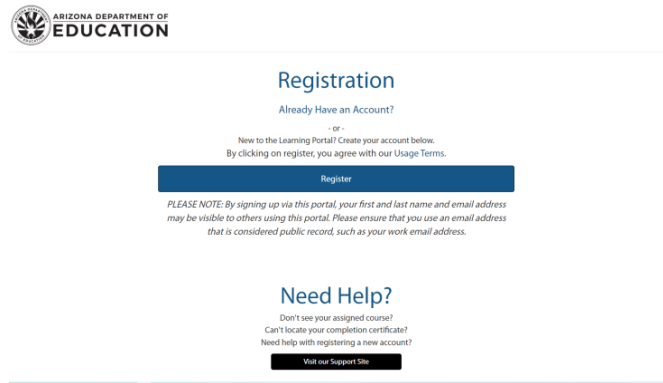 ARIZONA DEPARTMENT OF
EDUCATION
Registration
Already Have an Account?
- or -
New to the Learning Portal? Create your account below.
By clicking on register, you agree with our Usage Terms.
Register
PLEASE NOTE: By signing up via this portal, your first and last name and email address
may be visible to others using this portal. Please ensure that you use an email address
that is considered public record, such as your work email address.
Need Help?
Don't see your assigned course?
Can't locate your completion certificate?
Need help with registering a new account?
Visit our Support Site